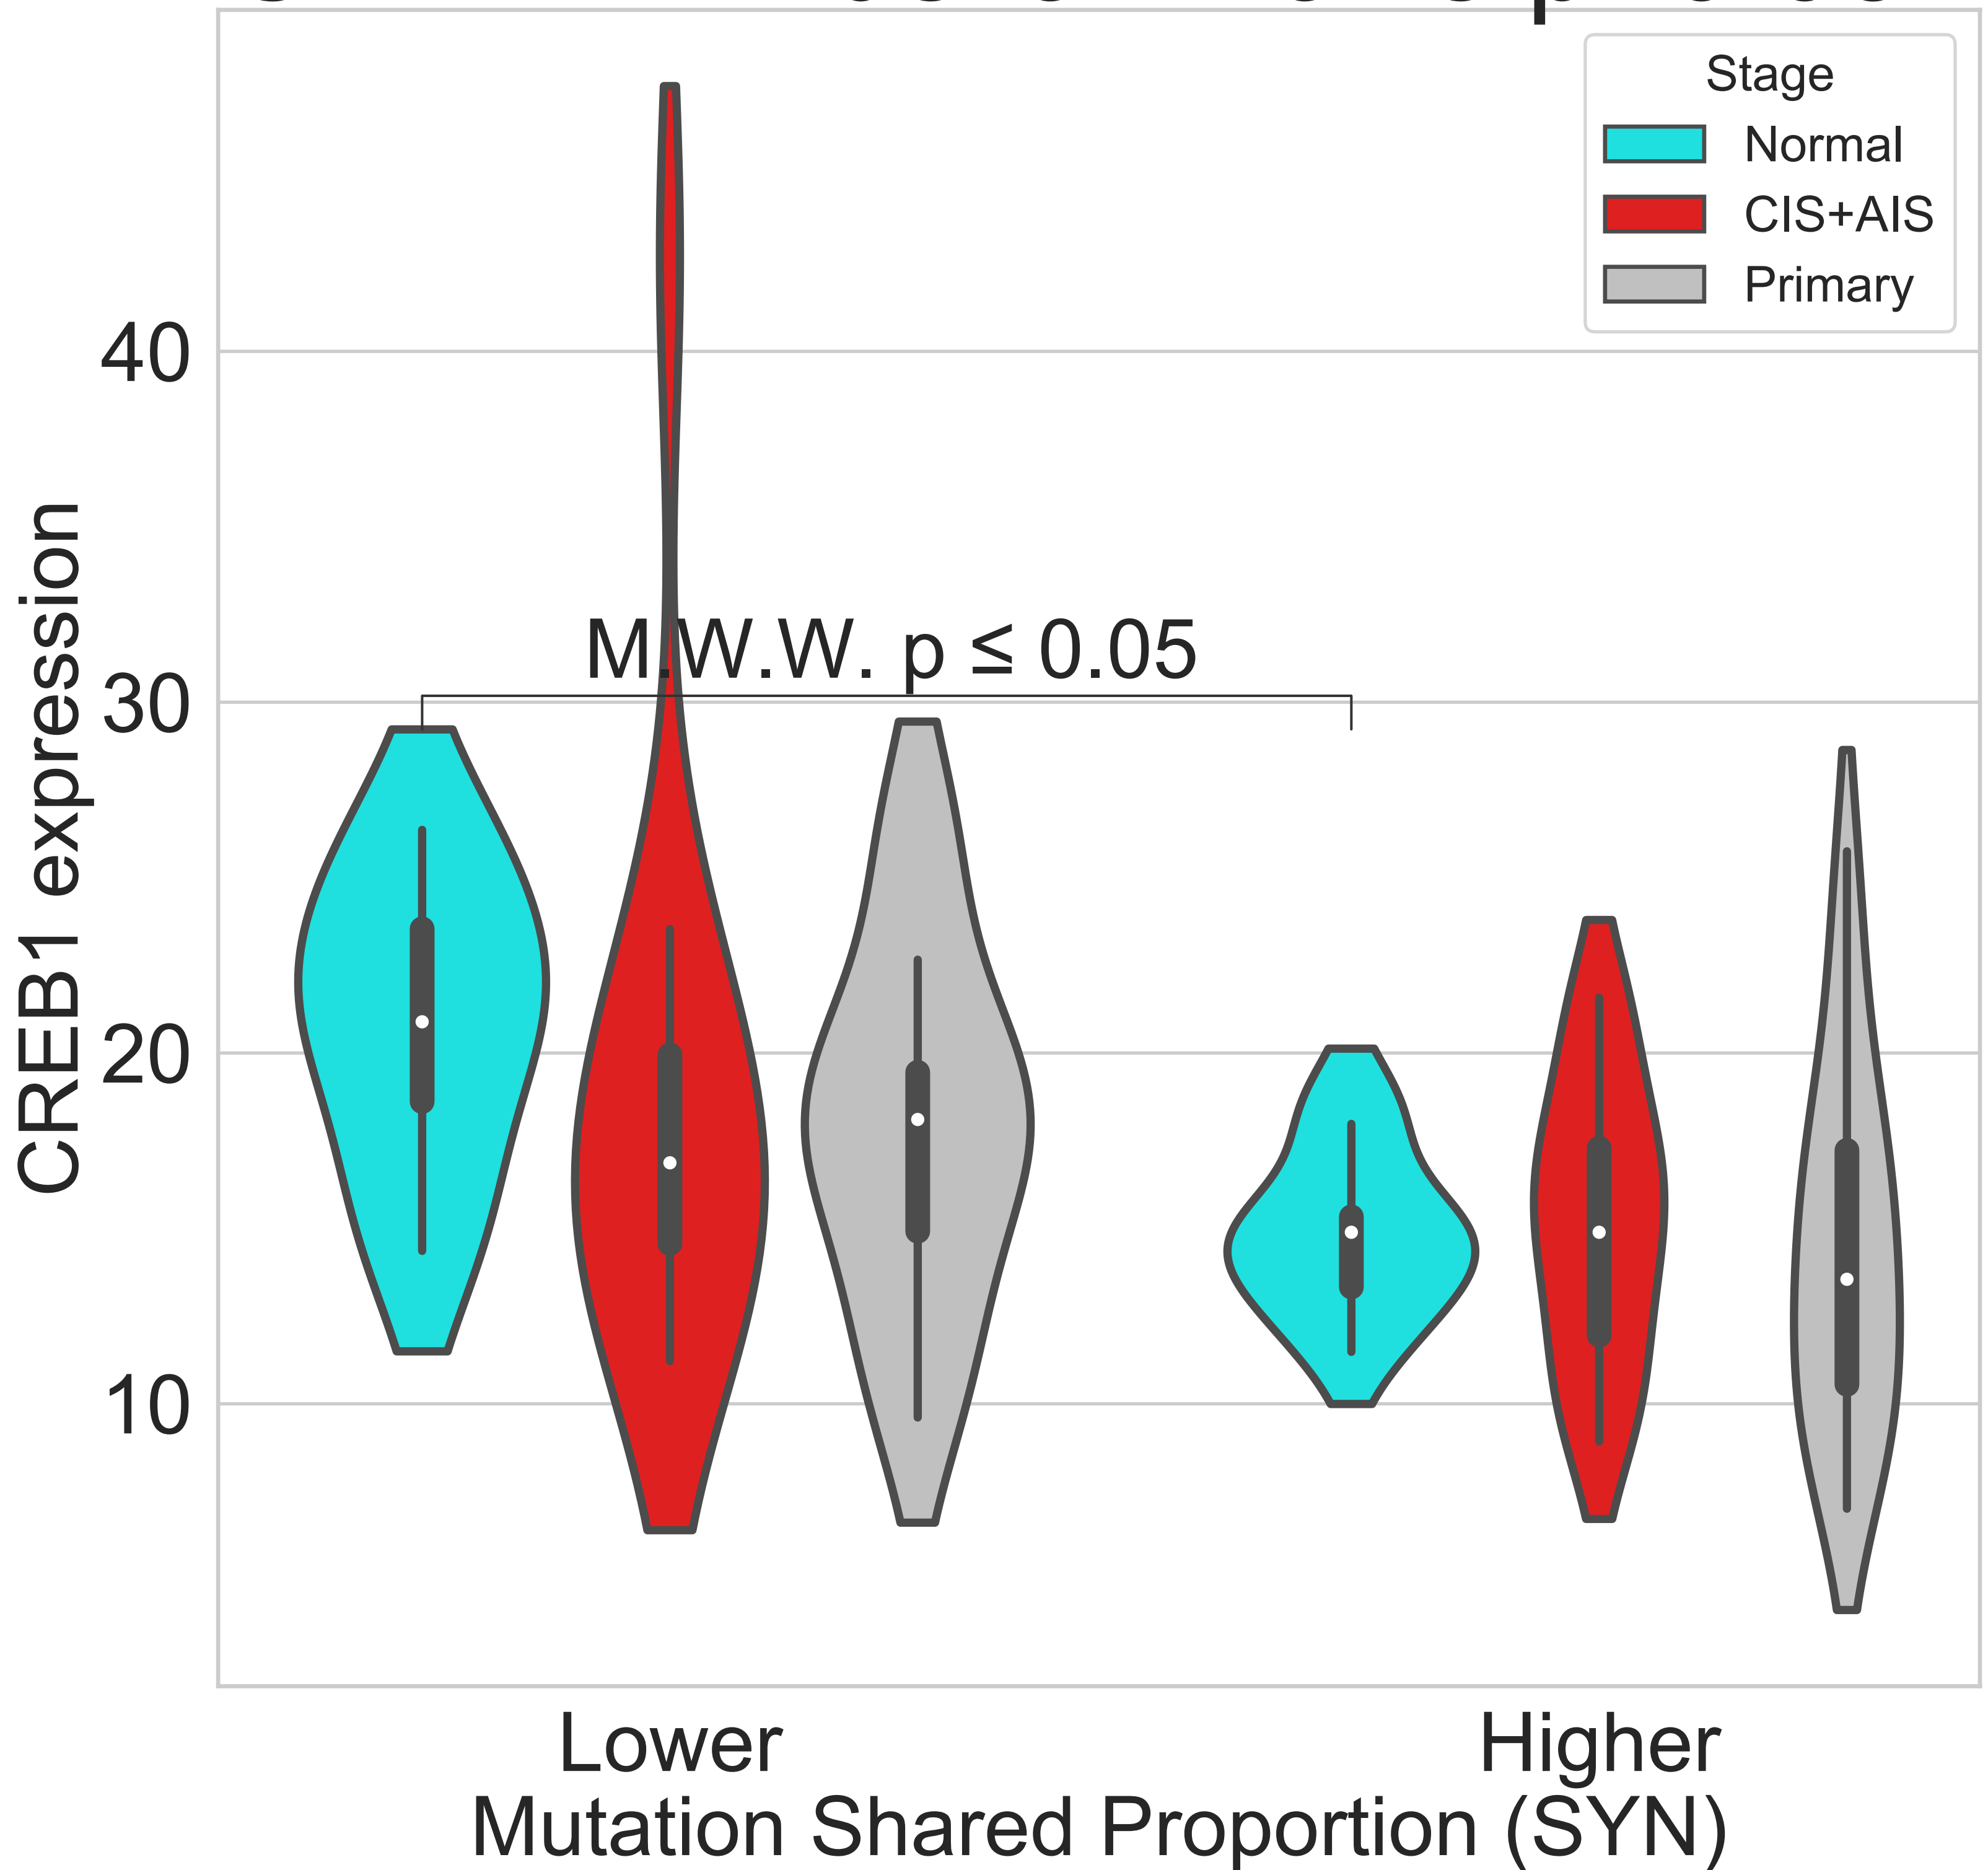 Stage
Normal
CIS+AIS
Primary
40
30
20
10
CREB1 expression
M.W.W. p ≤ 0.05
Lower
Higher
Mutation Shared Proportion (SYN)